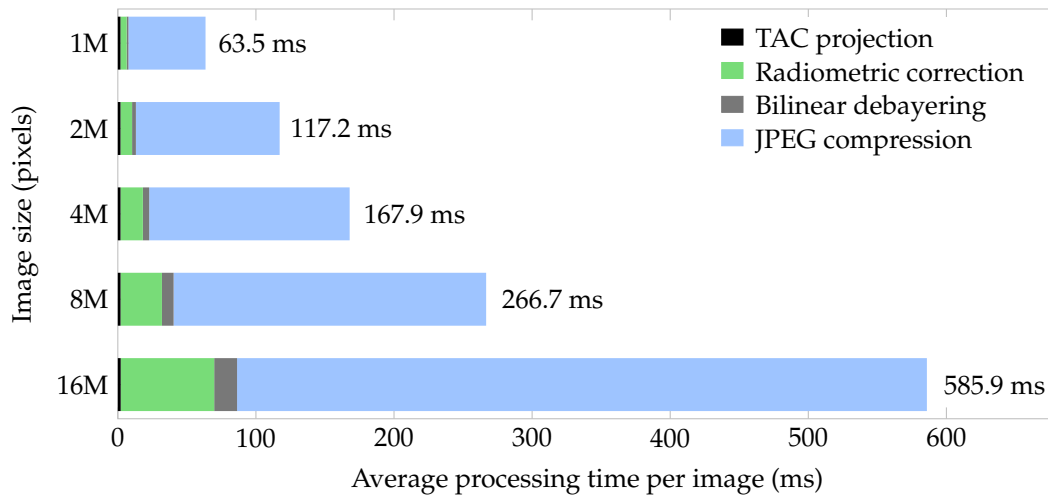 1M
63.5 ms
2M
117.2 ms
4M
167.9 ms
8M
266.7 ms
16M
585.9 ms
TAC projection
Radiometric correction
Bilinear debayering
JPEG compression
Image size (pixels)
0 100 200 300 400 500 600
Average processing time per image (ms)